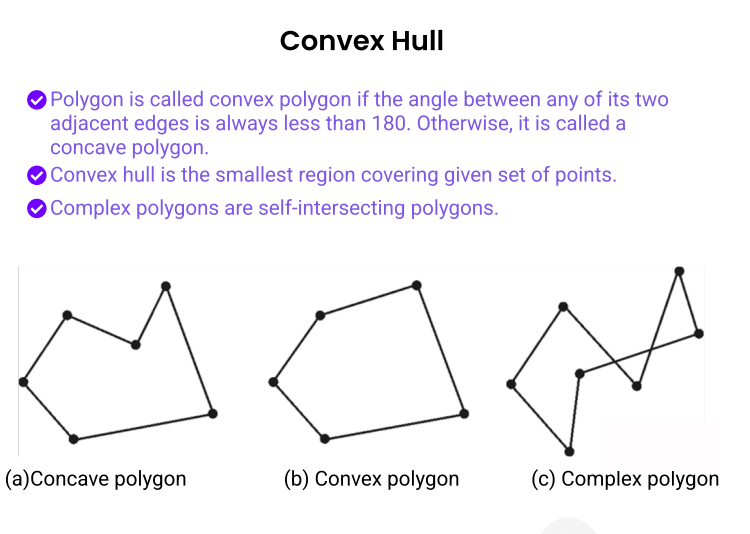 Convex Hull
Polygon is called convex polygon if the angle between any of its two
adjacent edges is always less than 180. Otherwise, it is called a
concave polygon.
Convex hull is the smallest region covering given set of points.
Complex polygons are self-intersecting polygons.
(a)Concave polygon (b) Convex polygon (c) Complex polygon